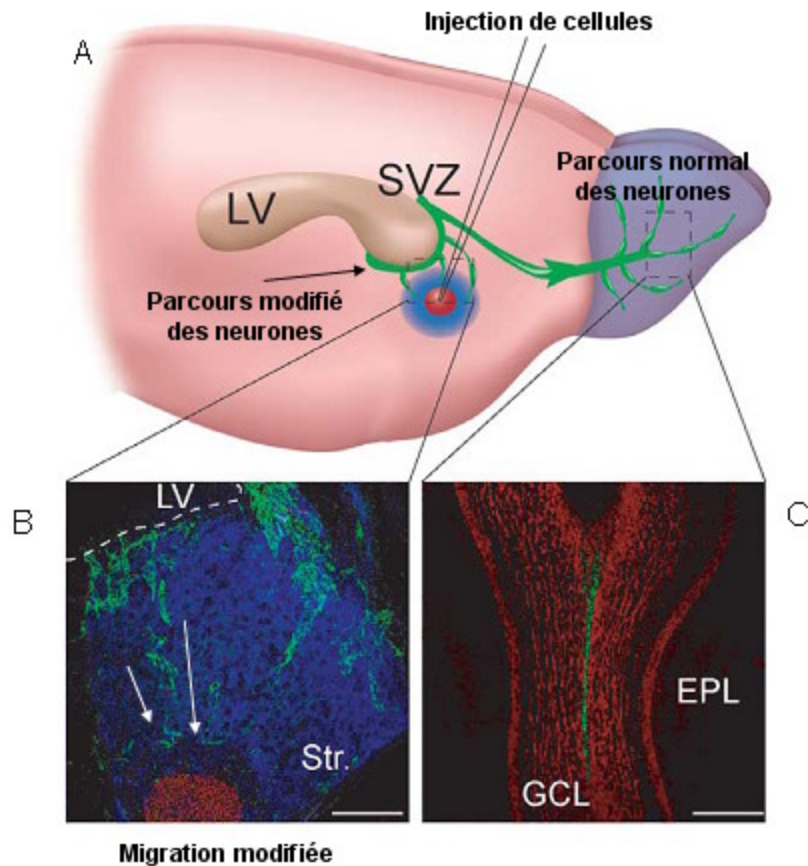 Injection de cellules
A
Parcours normal
des neurones
SVZ
LV
Parcours modifié
des neurones
B
LV
C
Str.
EPL
GCL
Migration modifiée